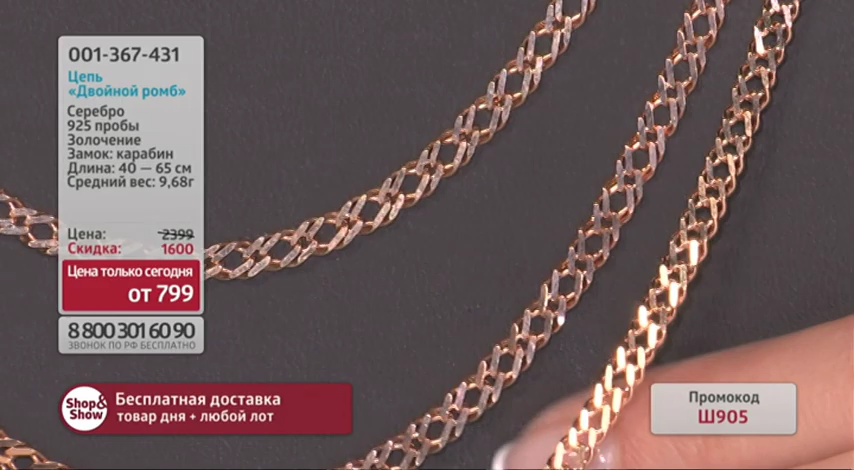 001-367-431
Цепь
«Двойной ромб»
Серебро
925 пробы
Золочение
Замок: карабин
Длина: 40 — 65 см
Средний вес: 9,68г
Цена: 2399
Скидка: 1600
Цена только сегодня
от 799
8 800 301 60 90
ЗВОНОК ПО РФ БЕСПЛАТНО
Shop&
Show
Бесплатная доставка
товар дня + любой лот
Промокод
Ш905